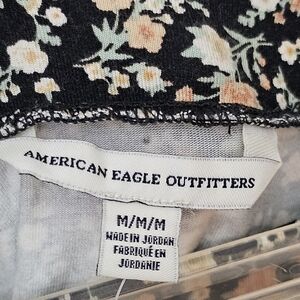 AMERICAN EAGLE OUTFITTERS
M/M/M
MADE IN JORDAN
FABRIQUÉ EN
JORDANIE